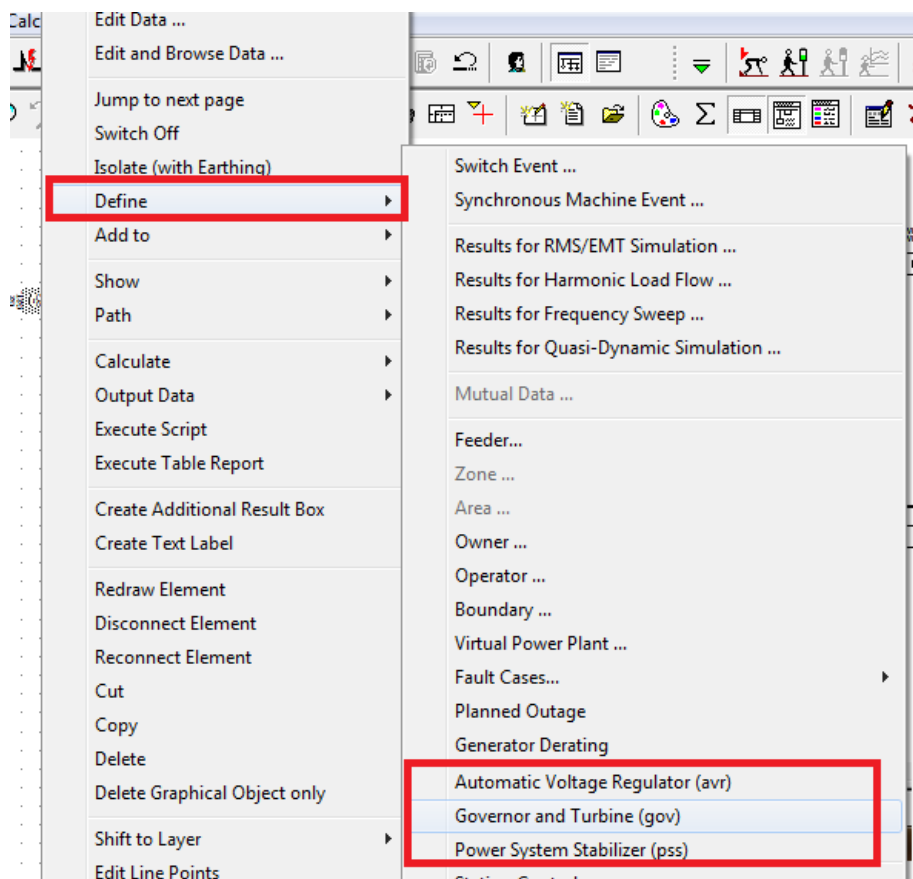 Calc
Edit Data ...
Edit and Browse Data ...
Jump to next page
Switch Off
Isolate (with Earthing)
Define
Add to
Show
Path
Calculate
Output Data
Execute Script
Execute Table Report
Create Additional Result Box
Create Text Label
Redraw Element
Disconnect Element
Reconnect Element
Cut
Copy
Delete
Delete Graphical Object only
Shift to Layer
Edit Line Points
Switch Event ...
Synchronous Machine Event ...
Results for RMS/EMT Simulation ...
Results for Harmonic Load Flow ...
Results for Frequency Sweep ...
Results for Quasi-Dynamic Simulation ...
Mutual Data ...
Feeder...
Zone ...
Area ...
Owner ...
Operator ...
Boundary ...
Virtual Power Plant ...
Fault Cases...
Planned Outage
Generator Derating
Automatic Voltage Regulator (avr)
Governor and Turbine (gov)
Power System Stabilizer (pss)